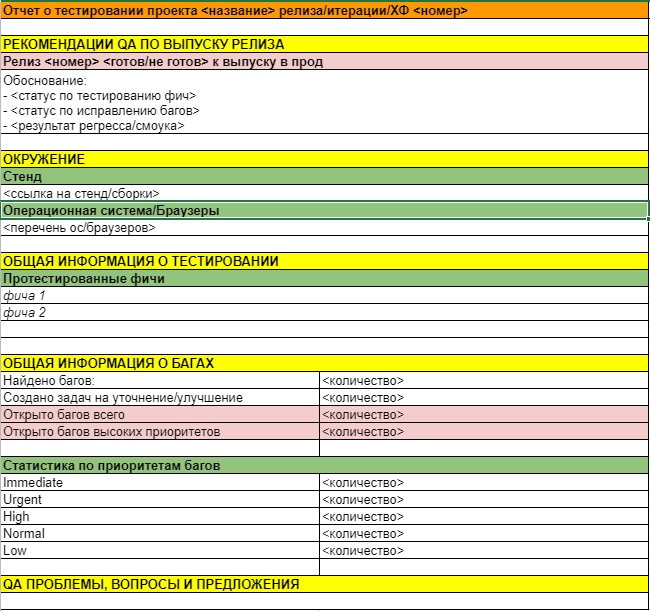 Отчет о тестировании проекта <название> релиза/итерации/ХФ <номер>
РЕКОМЕНДАЦИИ QA ПО ВЫПУСКУ РЕЛИЗА
Релиз <номер> <готов/не готов> к выпуску в прод
Обоснование:
- <статус по тестированию фич>
- <статус по исправлению багов>
- <результат регресса/смоука>
ОКРУЖЕНИЕ
Стенд
<ссылка на стенд/сборки>
Операционная система/Браузеры
<перечень ос/браузеров>
ОБЩАЯ ИНФОРМАЦИЯ О ТЕСТИРОВАНИИ
Протестированные фичи
фича 1
фича 2
ОБЩАЯ ИНФОРМАЦИЯ О БАГАХ
Найдено багов: <количество>
Создано задач на уточнение/улучшение <количество>
Открыто багов всего <количество>
Открыто багов высоких приоритетов <количество>
Статистика по приоритетам багов
Immediate <количество>
Urgent <количество>
High <количество>
Normal <количество>
Low <количество>
QA ПРОБЛЕМЫ, ВОПРОСЫ И ПРЕДЛОЖЕНИЯ